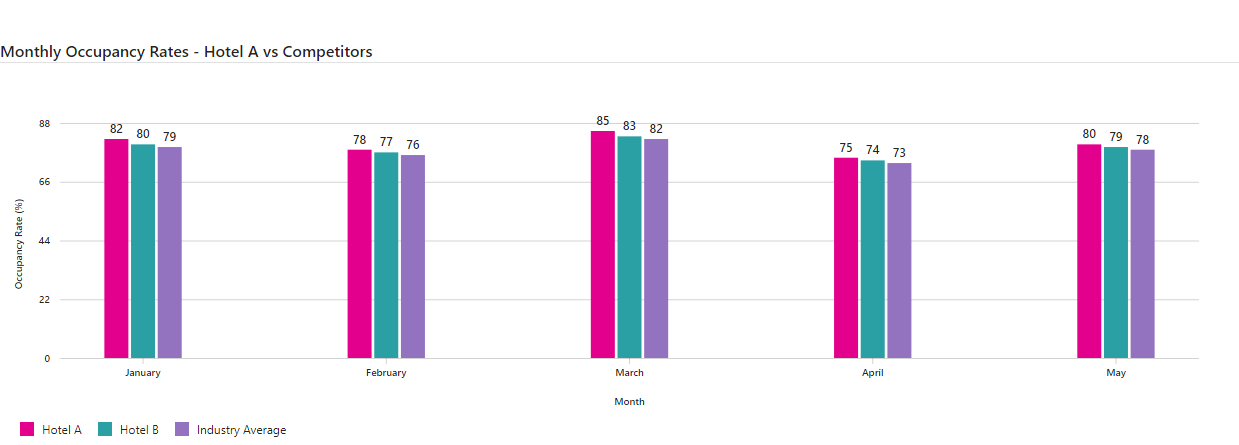 Monthly Occupancy Rates - Hotel A vs Competitors
Occupancy Rate (%)
88
66
44
22
0
82 80 79
78 77 76
85 83 82
75 74 73
80 79 78
January February March April May
Month
Hotel A Hotel B Industry Average